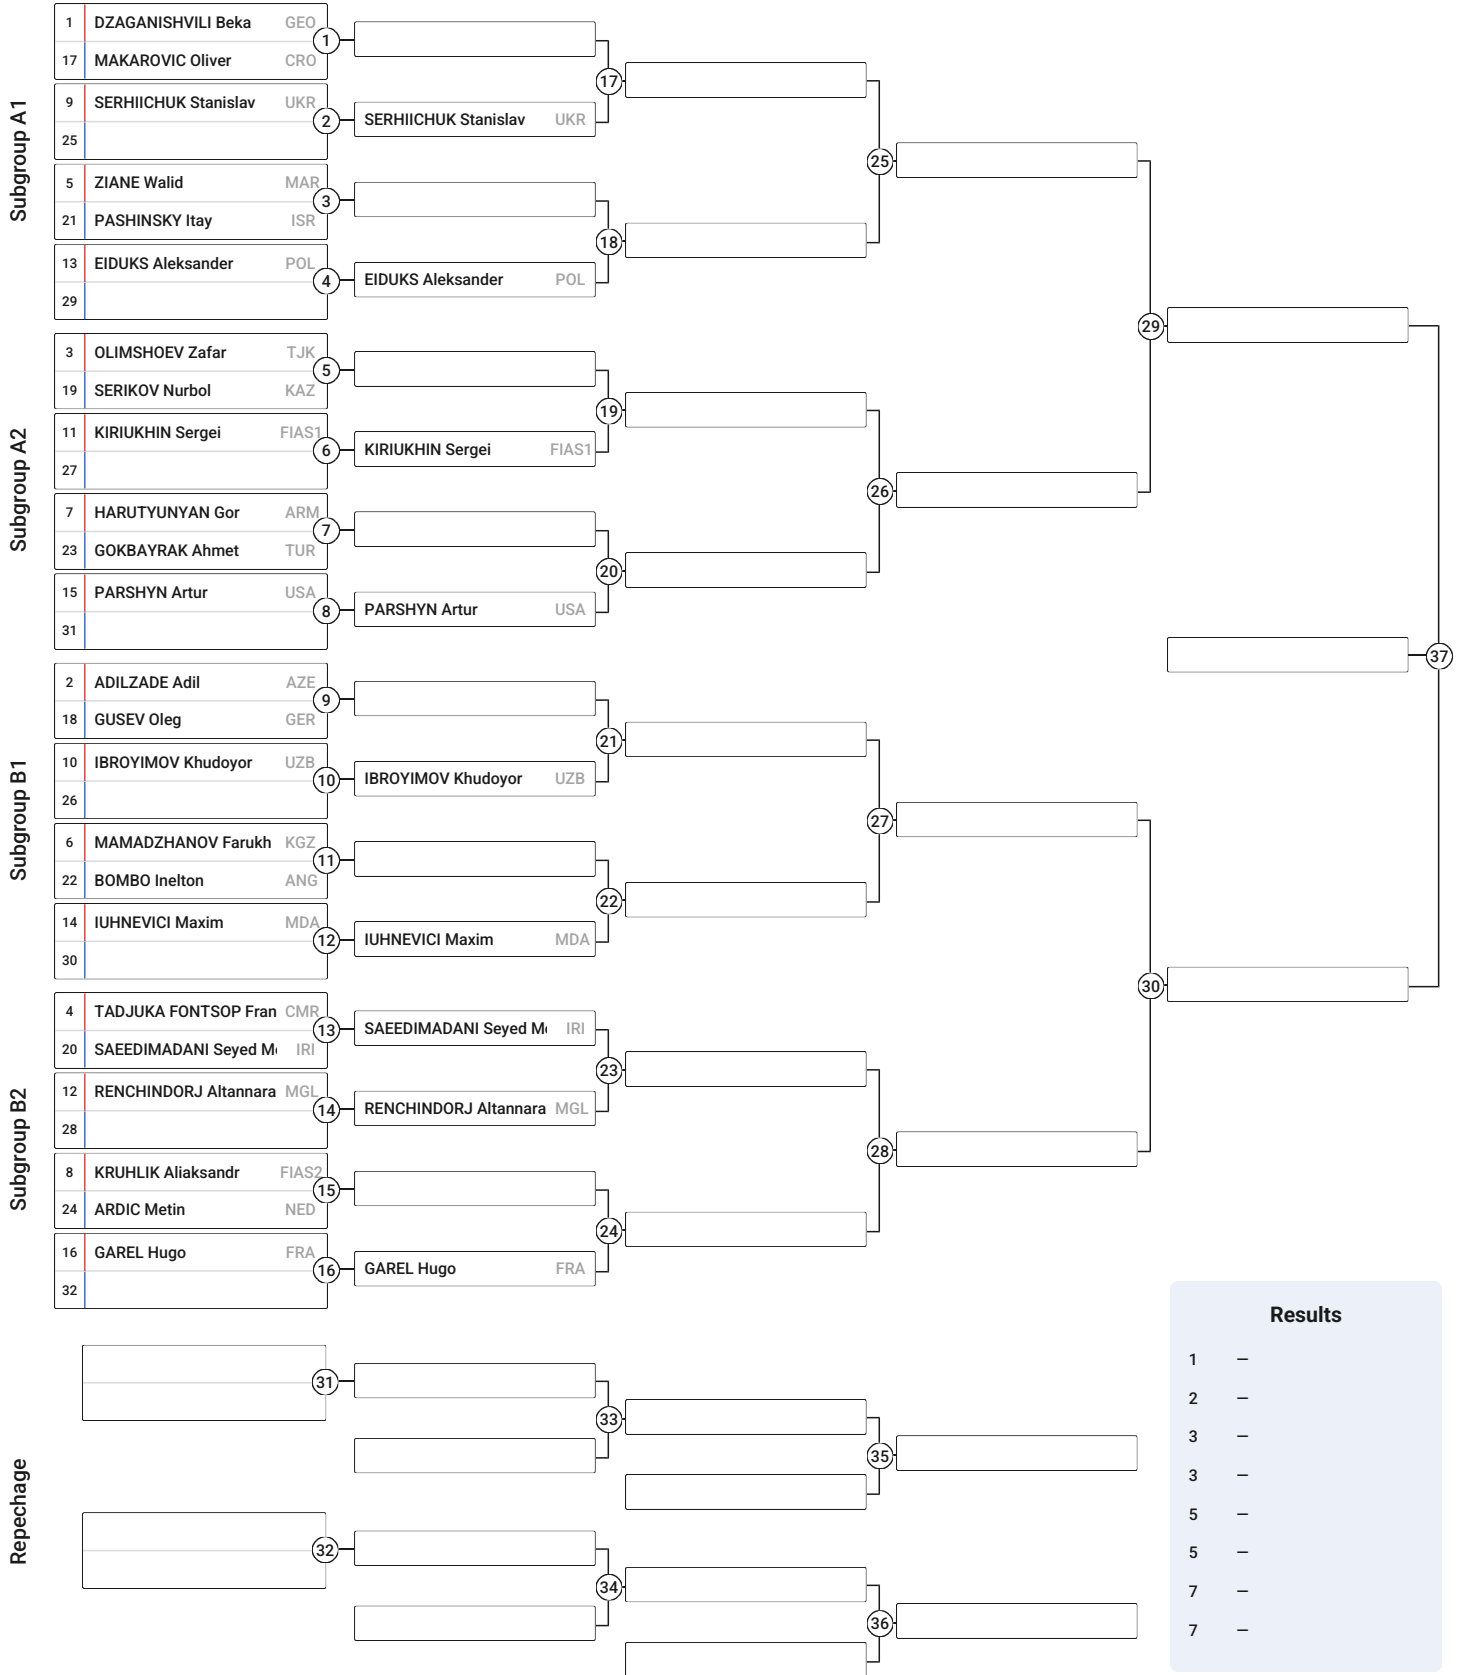 Subgroup A1
1 DZAGANISHVILI Beka GEO
17 MAKAROVIC Oliver CRO
1
9 SERHIICHUK Stanislav UKR
25
2
SERHIICHUK Stanislav UKR
17
5 ZIANE Walid MAR
21 PASHINSKY Itay ISR
3
13 EIDUKS Aleksander POL
29
4
EIDUKS Aleksander POL
18
25
Subgroup A2
3 OLIMSHOEV Zafar TJK
19 SERIKOV Nurbol KAZ
5
11 KIRIUKHIN Sergei FIAS1
27
6
KIRIUKHIN Sergei FIAS1
19
7 HARUTYUNYAN Gor ARM
23 GOKBAYRAK Ahmet TUR
7
15 PARSHYN Artur USA
31
8
PARSHYN Artur USA
20
26
29
Subgroup B1
2 ADILZADE Adil AZE
18 GUSEV Oleg GER
9
10 IBROYIMOV Khudoyor UZB
26
10
IBROYIMOV Khudoyor UZB
21
6 MAMADZHANOV Farukh KGZ
22 BOMBO Inelton ANG
11
14 IUHNEVICI Maxim MDA
30
12
IUHNEVICI Maxim MDA
22
27
Subgroup B2
4 TADJUKA FONTSOP Fran CMR
20 SAEEDIMADANI Seyed IRI
13
SAEEDIMADANI Seyed IRI
12 RENCHINDORJ Altannara MGL
28
14
RENCHINDORJ Altannara MGL
23
8 KRUHLIK Aliaksandr FIAS2
24 ARDIC Metin NED
15
16 GAREL Hugo FRA
32
16
GAREL Hugo FRA
24
28
30
37
Repechage
31
33
35
32
34
36
Results
1 –
2 –
3 –
3 –
5 –
5 –
7 –
7 –